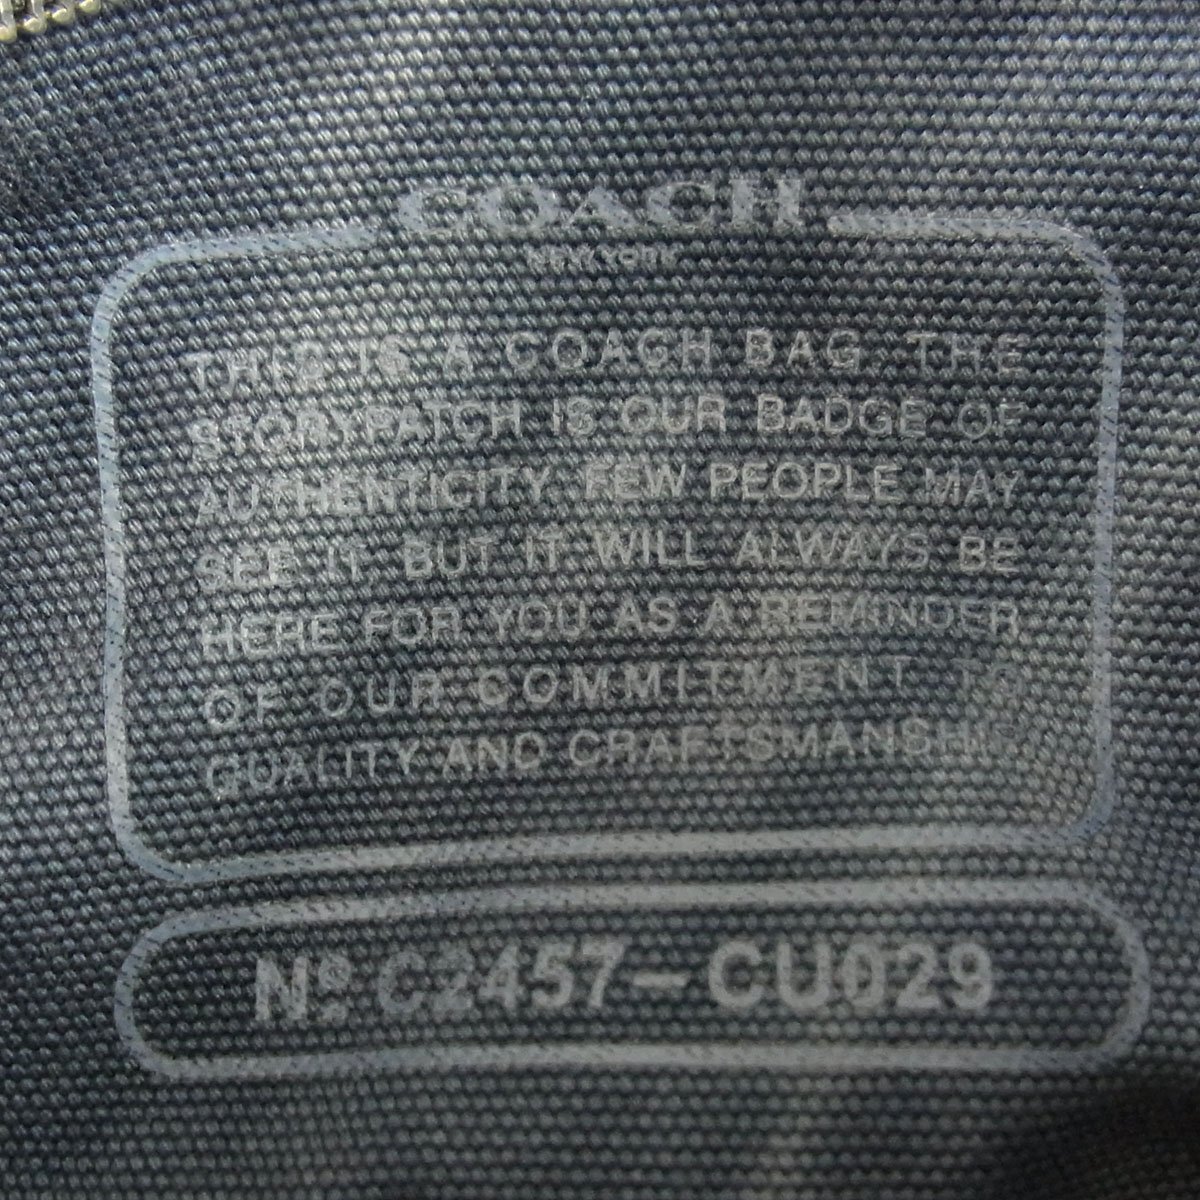 COACH
NEW YORK
THIS IS A COACH BAG. THE
STORYPATCH IS OUR BADGE OF
AUTHENTICITY. FEW PEOPLE MAY
SEE IT BUT IT WILL ALWAYS BE
HERE FOR YOU AS A REMINDER
OF OUR COMMITMENT TO
QUALITY AND CRAFTSMANSHIP.
Nº C2457-CU029